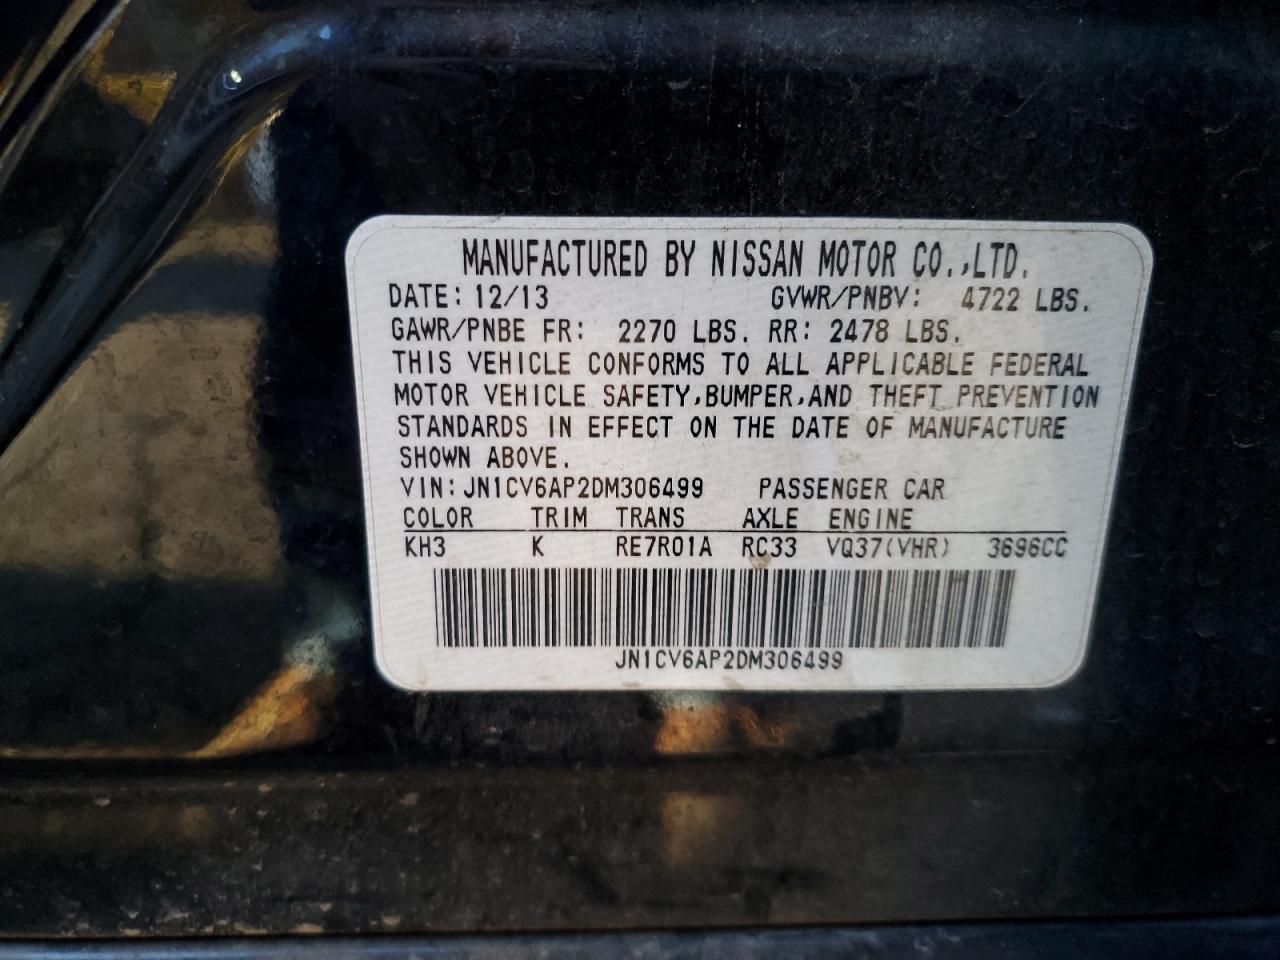 MANUFACTURED BY NISSAN MOTOR CO.,LTD.
DATE: 12/13 GVWR/PNBV: 4722 LBS.
GAWR/PNBE FR: 2270 LBS. RR: 2478 LBS.
THIS VEHICLE CONFORMS TO ALL APPLICABLE FEDERAL
MOTOR VEHICLE SAFETY,BUMPER,AND THEFT PREVENTION
STANDARDS IN EFFECT ON THE DATE OF MANUFACTURE
SHOWN ABOVE.
VIN: JN1CV6AP2DM306499 PASSENGER CAR
COLOR TRIM TRANS AXLE ENGINE
KH3 K RE7R01A RC33 VQ37(VHR) 3696CC
JN1CV6AP2DM306499